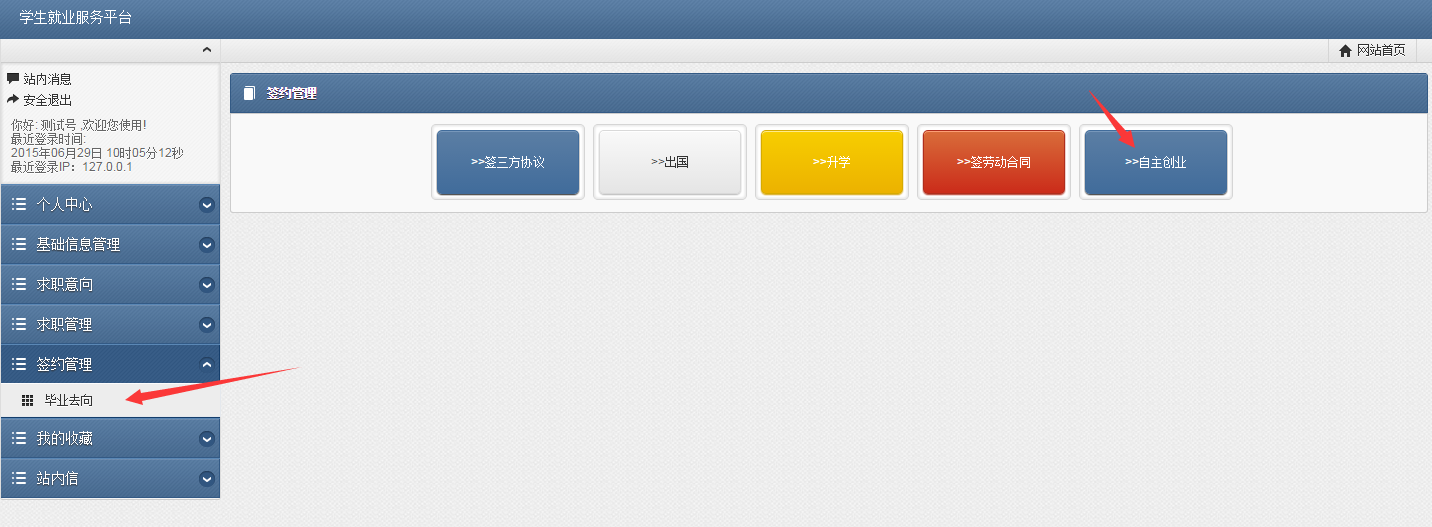 学生就业服务平台
网站首页
站内消息
安全退出
你好: 测试号 ,欢迎您使用!
最近登录时间:
2015年06月29日 10时05分12秒
最近登录IP：127.0.0.1
个人中心
基础信息管理
求职意向
求职管理
签约管理
毕业去向
我的收藏
站内信
签约管理
>>签三方协议
>>出国
>>升学
>>签劳动合同
>>自主创业